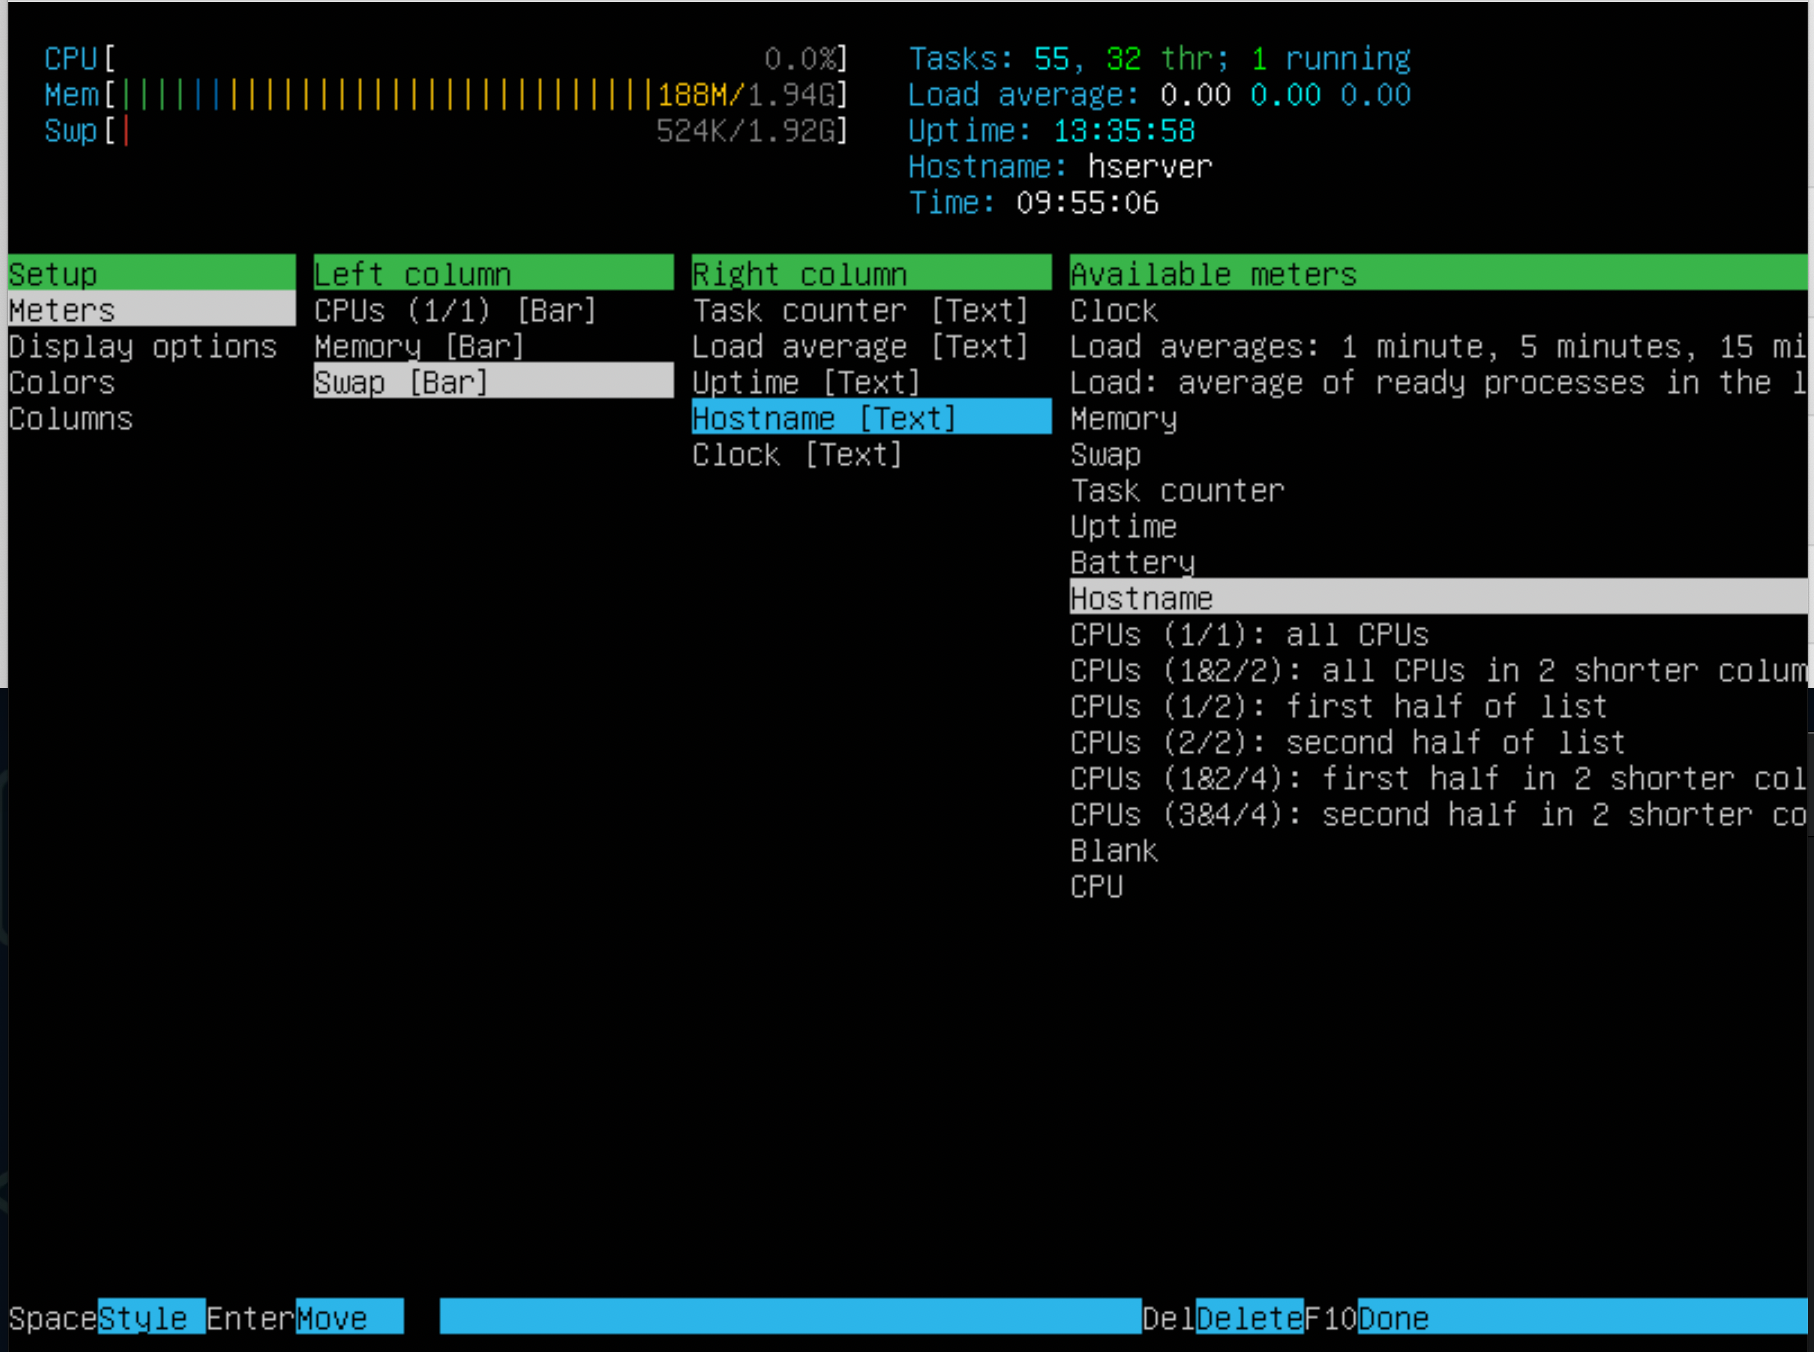 CPU[ 0.0%]
Mem[||||||||||||||||||||||||||||||188M/1.94G]
Swp[| 524K/1.92G]
Tasks: 55, 32 thr; 1 running
Load average: 0.00 0.00 0.00
Uptime: 13:35:58
Hostname: hserver
Time: 09:55:06
Setup
Meters
Display options
Colors
Columns
Left column
CPUs (1/1) [Bar]
Memory [Bar]
Swap [Bar]
Right column
Task counter [Text]
Load average [Text]
Uptime [Text]
Hostname [Text]
Clock [Text]
Available meters
Clock
Load averages: 1 minute, 5 minutes, 15 mi
Load: average of ready processes in the l
Memory
Swap
Task counter
Uptime
Battery
Hostname
CPUs (1/1): all CPUs
CPUs (1&2/2): all CPUs in 2 shorter colum
CPUs (1/2): first half of list
CPUs (2/2): second half of list
CPUs (1&2/4): first half in 2 shorter col
CPUs (3&4/4): second half in 2 shorter co
Blank
CPU
SpaceStyle EnterMove DelDeleteF10Done